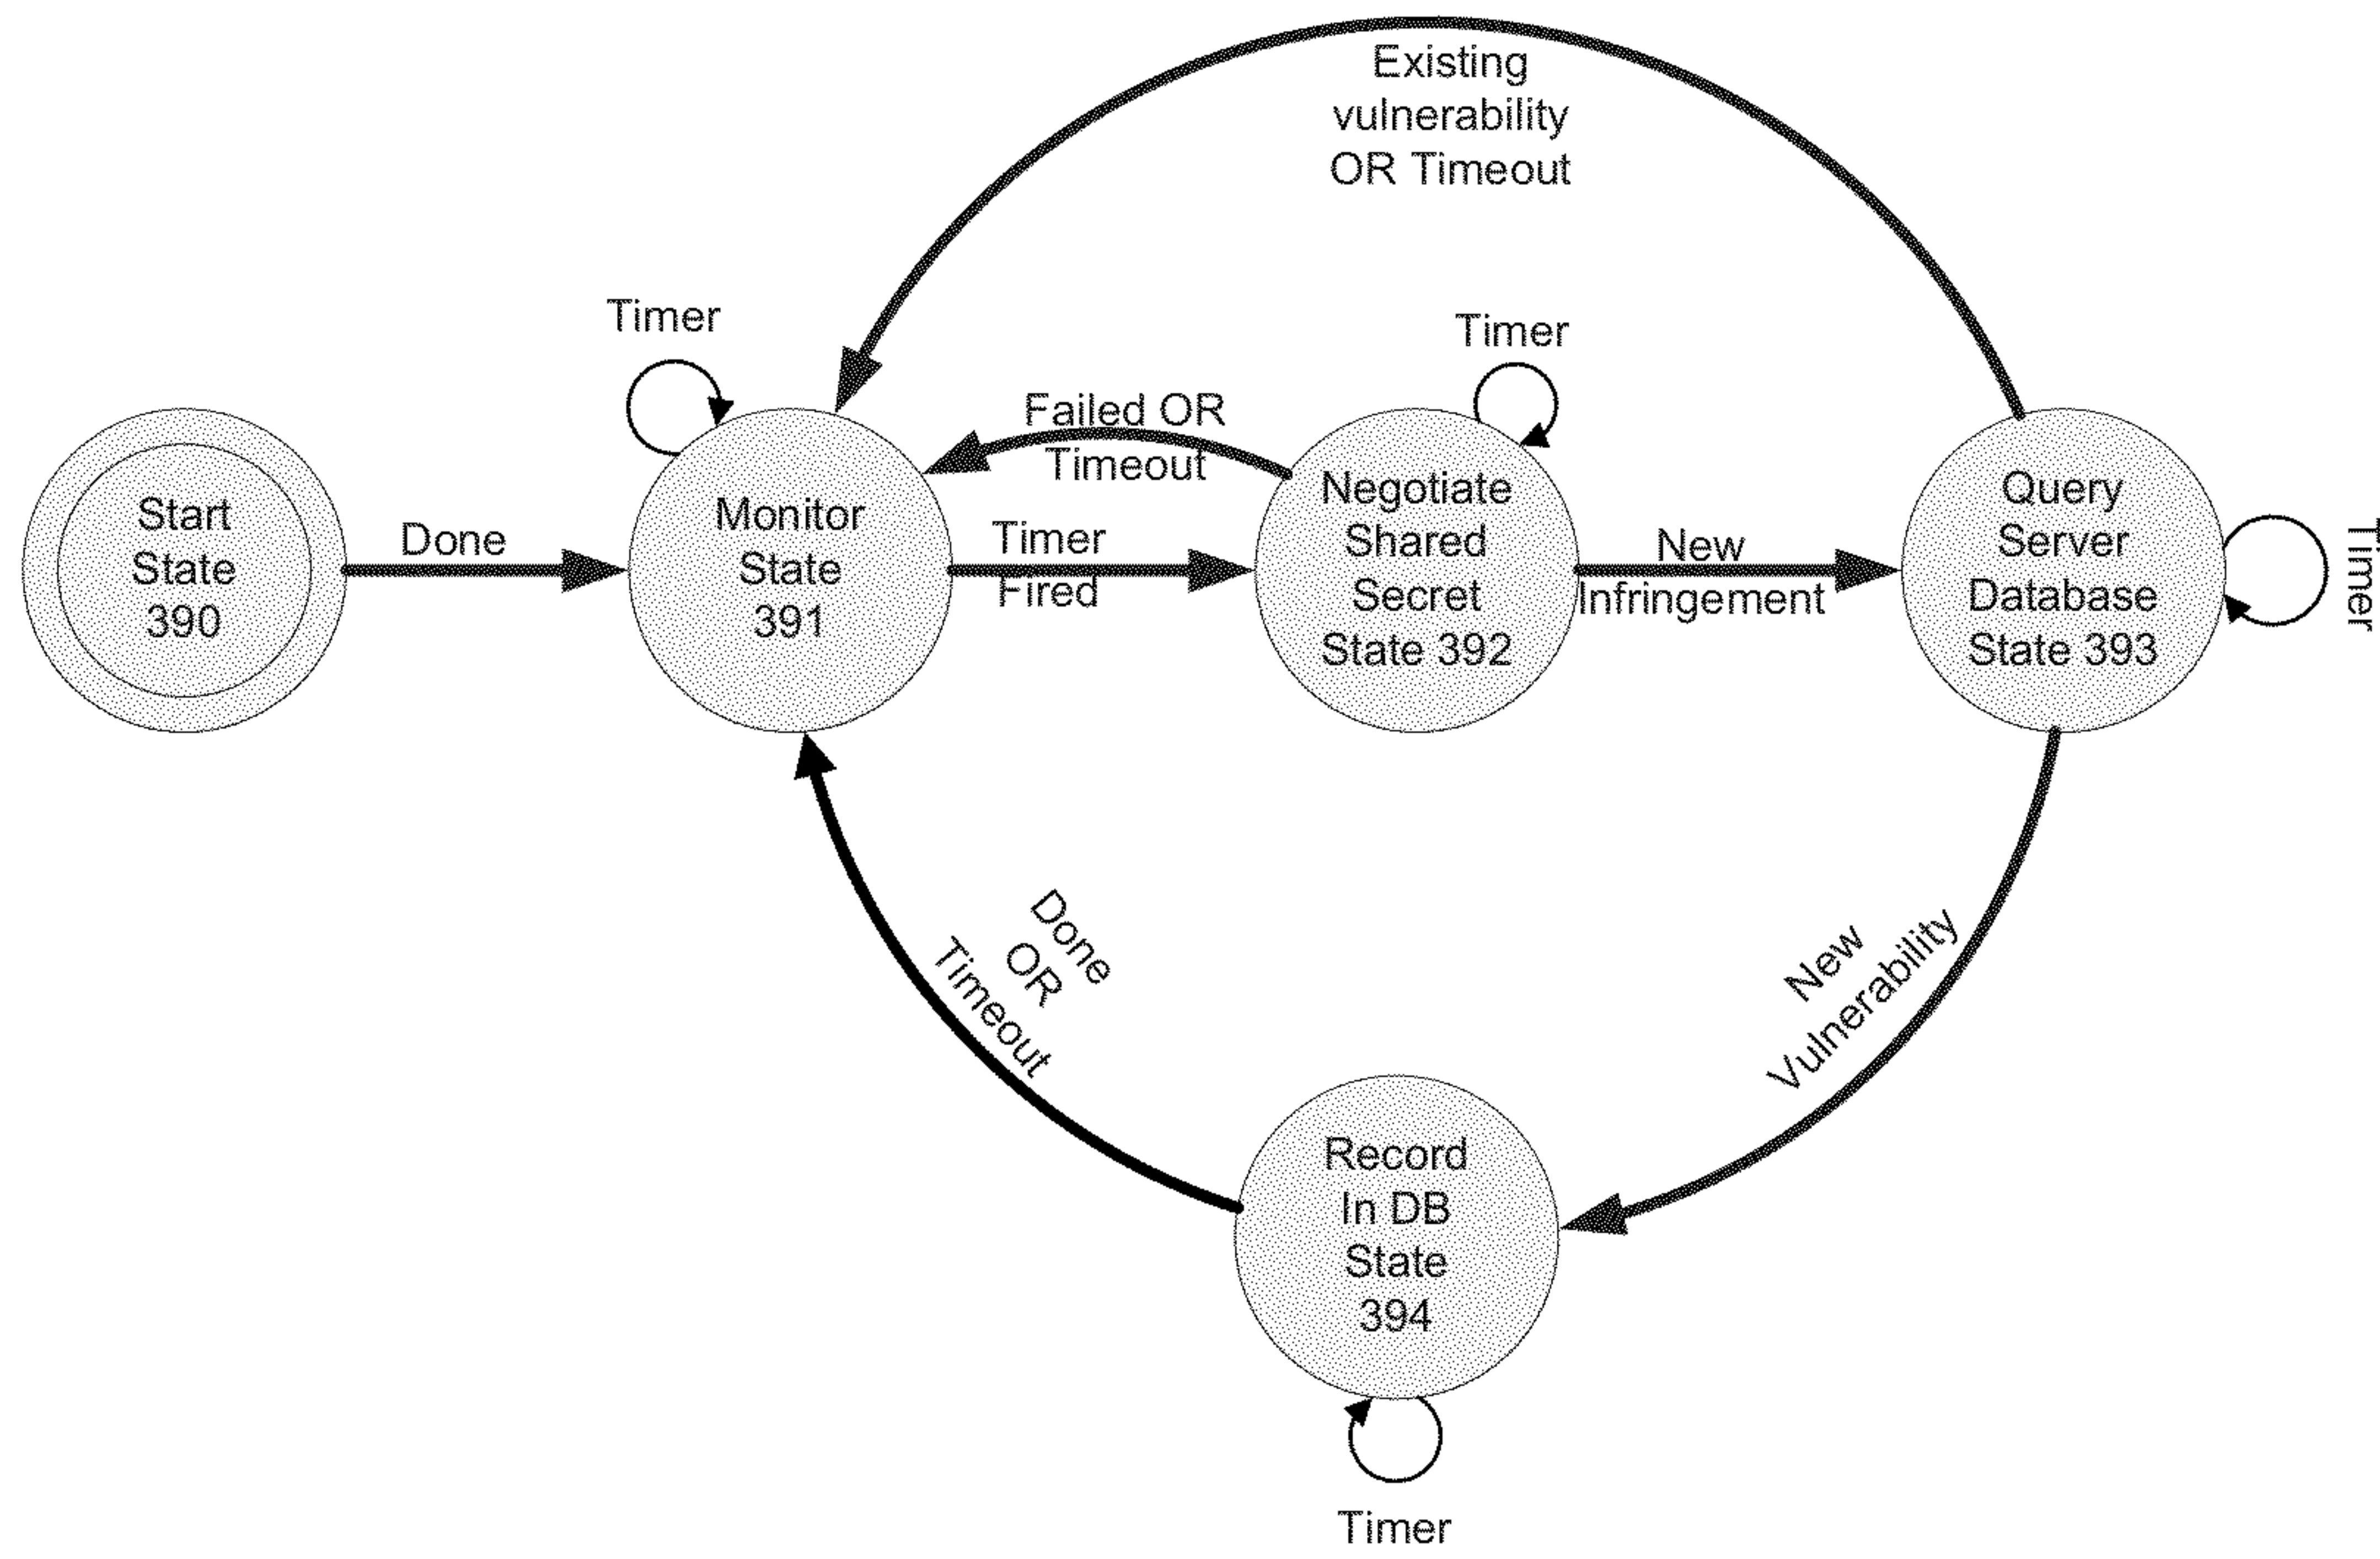 Existing
vulnerability
OR Timeout
Timer
Timer
Failed OR
Timeout
Start
State
390
Done
Monitor
State
391
Timer
Fired
Negotiate
Shared
Secret
State 392
New
Infringement
Query
Server
Database
State 393
Timer
Done
OR
Timeout
New
Vulnerability
Record
In DB
State
394
Timer